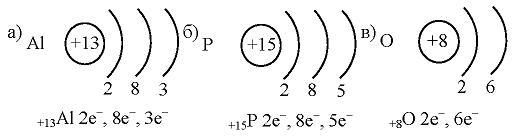 а) Al +13 б) P +15 в) O +8
2 8 3 2 8 5 2 6
+13Al 2e–, 8e–, 3e– +15P 2e–, 8e–, 5e– +8O 2e–, 6e–